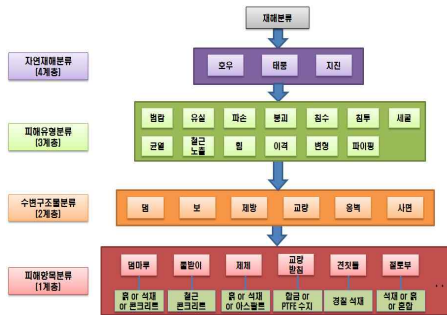 재해분류
자연재해분류
(4계층)
호우
태풍
지진
피해유형분류
(3계층)
범람
유실
파손
붕괴
침수
침투
세굴
균열
철근
노출
휨
이격
변형
파이핑
수변구조물분류
(2계층)
댐
보
제방
교량
옹벽
사면
피해항목분류
(1계층)
댐마루
물받이
제체
교량
받침
견칫돌
절토부
...
흙 or 석재
or 콘크리트
철근
콘크리트
흙 or 석재
or 아스팔트
합금 or
PTFE 수지
경질 석재
석재 or 흙
or 혼합